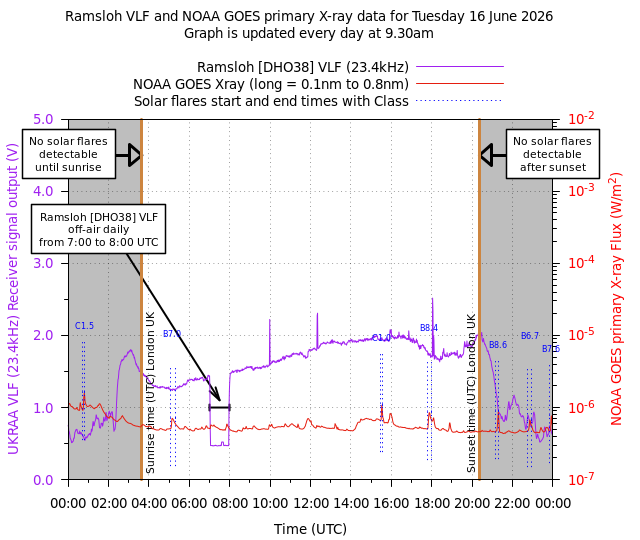 Ramsloh VLF and NOAA GOES primary X-ray data for Tuesday 16 June 2026
Graph is updated every day at 9.30am
Ramsloh [DHO38] VLF (23.4kHz)
NOAA GOES Xray (long = 0.1nm to 0.8nm)
Solar flares start and end times with Class
5.0
4.0
3.0
2.0
1.0
0.0
UKRAA VLF (23.4kHz) Receiver signal output (V)
No solar flares
detectable
until sunrise
Ramsloh [DHO38] VLF
off-air daily
from 7:00 to 8:00 UTC
No solar flares
detectable
after sunset
C1.5
Sunrise time (UTC) London UK
B8.4
Sunset time (UTC) London UK
B8.6
B6.7
10-2
10-3
10-4
10-5
10-6
10-7
NOAA GOES primary X-ray Flux (W/m2)
00:00 02:00 04:00 06:00 08:00 10:00 12:00 14:00 16:00 18:00 20:00 22:00 00:00
Time (UTC)